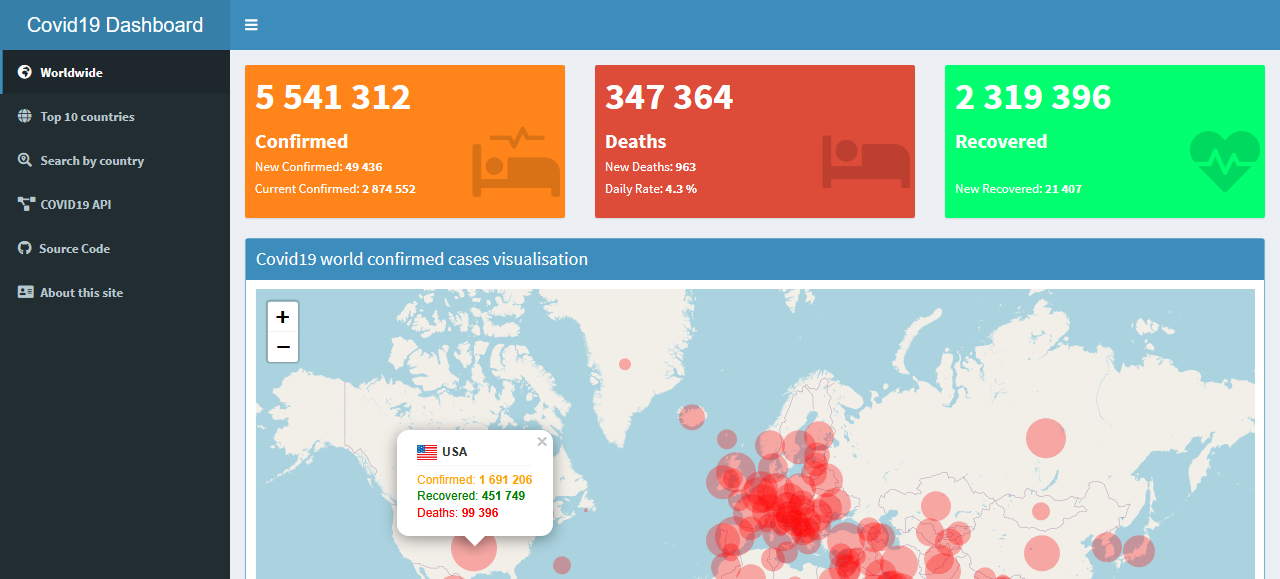 Covid19 Dashboard
Worldwide
Top 10 countries
Search by country
COVID19 API
Source Code
About this site
5 541 312
Confirmed
New Confirmed: 49 436
Current Confirmed: 2 874 552
347 364
Deaths
New Deaths: 963
Daily Rate: 4.3 %
2 319 396
Recovered
New Recovered: 21 407
Covid19 world confirmed cases visualisation
+
−
×
USA
Confirmed: 1 691 206
Recovered: 451 749
Deaths: 99 396